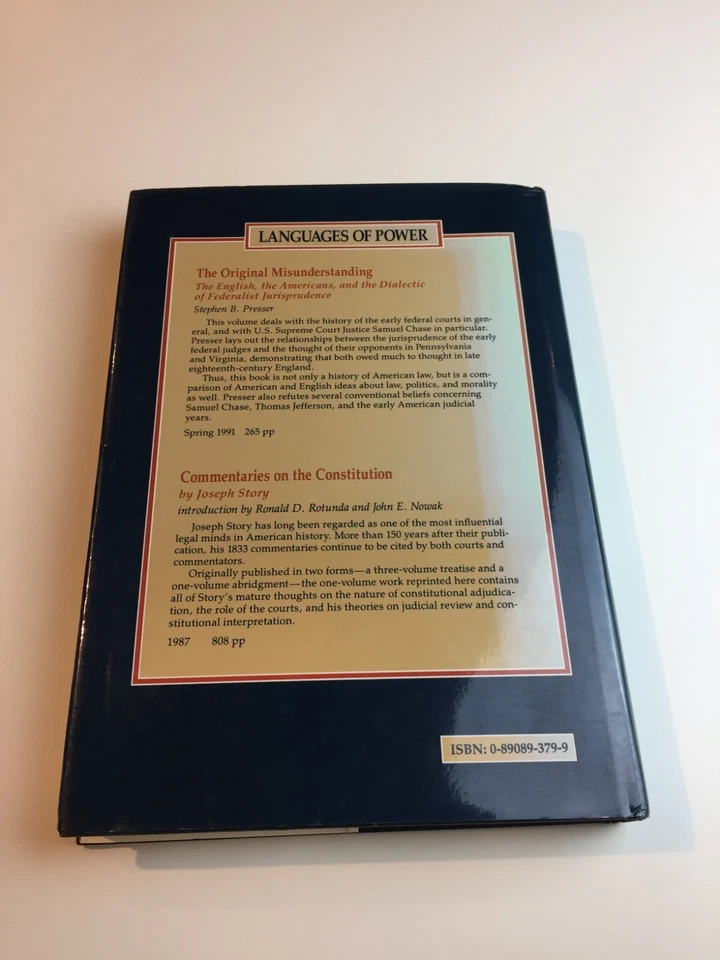 LANGUAGES OF POWER
The Original Misunderstanding
The English, the Americans, and the Dialectic
of Federalist Jurisprudence
Stephen B. Presser
This volume deals with the history of the early federal courts in gen-
eral, and with U.S. Supreme Court Justice Samuel Chase in particular.
Presser lays out the relationships between the jurisprudence of the early
federal judges and the thought of their opponents in Pennsylvania
and Virginia, demonstrating that both owed much to thought in late
eighteenth-century England.
Thus, this book is not only a history of American law, but is a com-
parison of American and English ideas about law, politics, and morality
as well. Presser also refutes several conventional beliefs concerning
Samuel Chase, Thomas Jefferson, and the early American judicial
years.
Spring 1991 265 pp
Commentaries on the Constitution
by Joseph Story
introduction by Ronald D. Rotunda and John E. Nowak
Joseph Story has long been regarded as one of the most influential
legal minds in American history. More than 150 years after their publi-
cation, his 1833 commentaries continue to be cited by both courts and
commentators.
Originally published in two forms—a three-volume treatise and a
one-volume abridgment—the one-volume work reprinted here contains
all of Story's mature thoughts on the nature of constitutional adjudica-
tion, the role of the courts, and his theories on judicial review and con-
stitutional interpretation.
1987 808 pp
ISBN: 0-89089-379-9